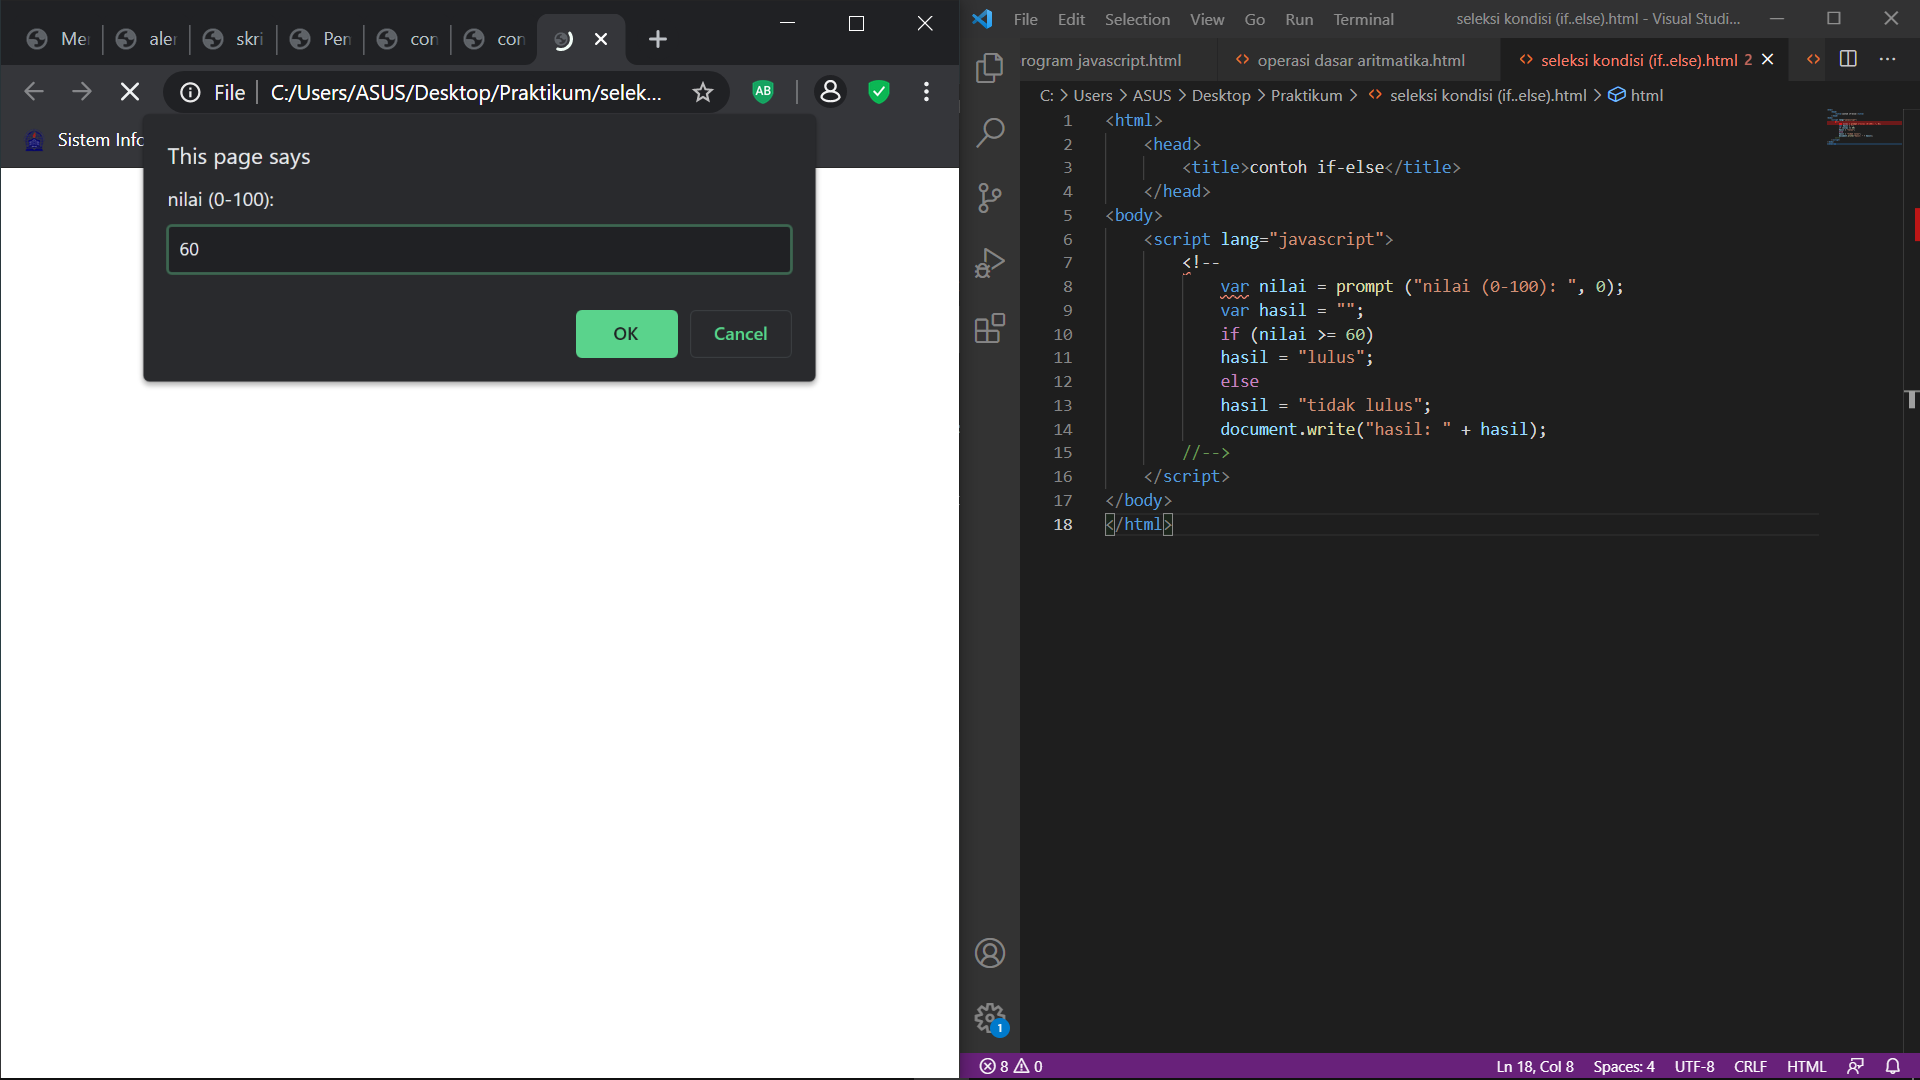 Me
aler
skri
Pen
con
con
File
C:/Users/ASUS/Desktop/Praktikum/selek...
AB
Sistem Info
This page says
nilai (0-100):
60
OK
Cancel
File Edit Selection View Go Run Terminal
seleksi kondisi (if..else).html - Visual Studi...
rogram javascript.html
operasi dasar aritmatika.html
seleksi kondisi (if..else).html 2
C: > Users > ASUS > Desktop > Praktikum > <> seleksi kondisi (if..else).html > html
1 <html>
2 <head>
3 <title>contoh if-else</title>
4 </head>
5 <body>
6 <script lang="javascript">
7 <!--
8 var nilai = prompt ("nilai (0-100): ", 0);
9 var hasil = "";
10 if (nilai >= 60)
11 hasil = "lulus";
12 else
13 hasil = "tidak lulus";
14 document.write("hasil: " + hasil);
15 //-->
16 </script>
17 </body>
18 </html>
1
8 0
Ln 18, Col 8 Spaces: 4 UTF-8 CRLF HTML